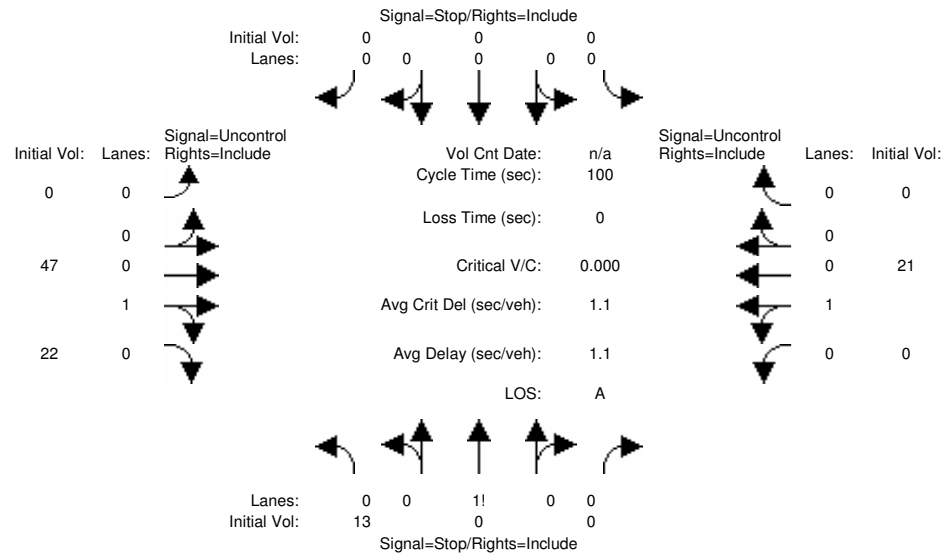 Signal=Stop/Rights=Include
Initial Vol: 0 0 0
Lanes: 0 0 0 0 0
Signal=Uncontrol
Initial Vol: Lanes: Rights=Include
Vol Cnt Date: n/a
Signal=Uncontrol
Rights=Include Lanes: Initial Vol:
Cycle Time (sec): 100
0 0
0 0
Loss Time (sec): 0
0
0
47 0
Critical V/C: 0.000
0 21
1
Avg Crit Del (sec/veh): 1.1
1
22 0
Avg Delay (sec/veh): 1.1
0 0
LOS: A
Lanes: 0 0 1! 0 0
Initial Vol: 13 0 0
Signal=Stop/Rights=Include